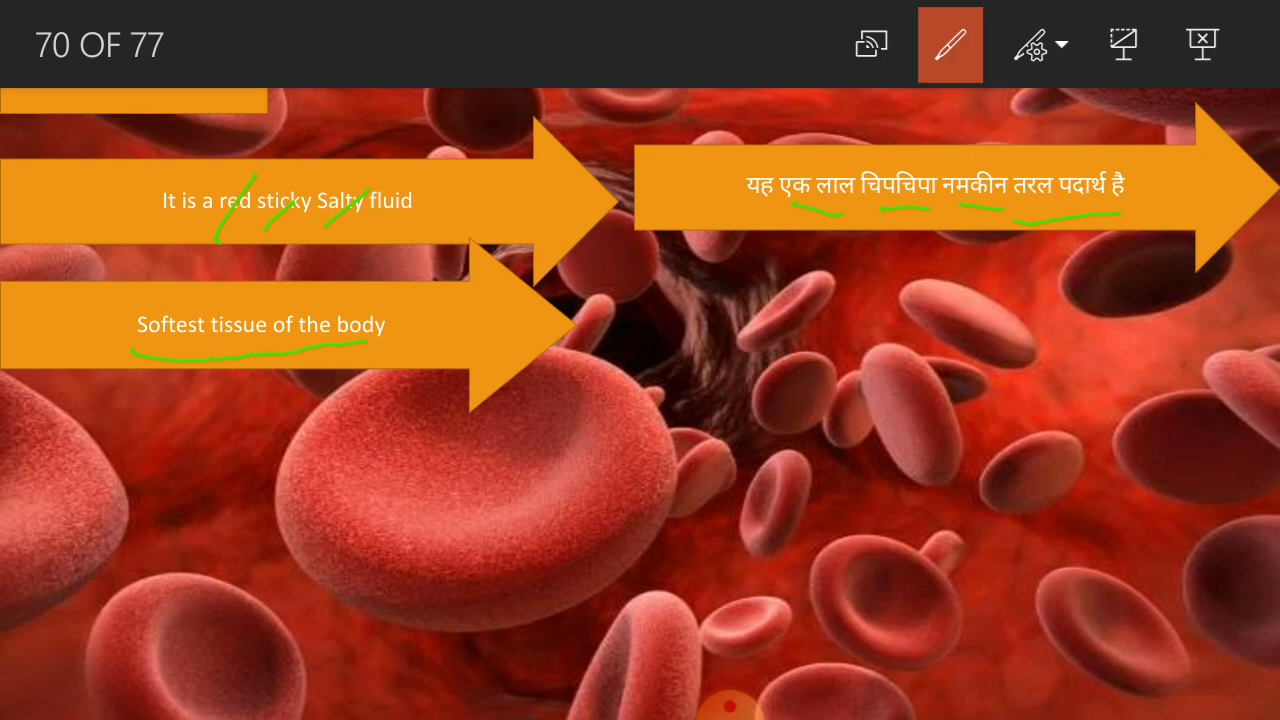 70 OF 77
It is a red sticky Salty fluid
यह एक लाल चिपचिपा नमकीन तरल पदार्थ है
Softest tissue of the body